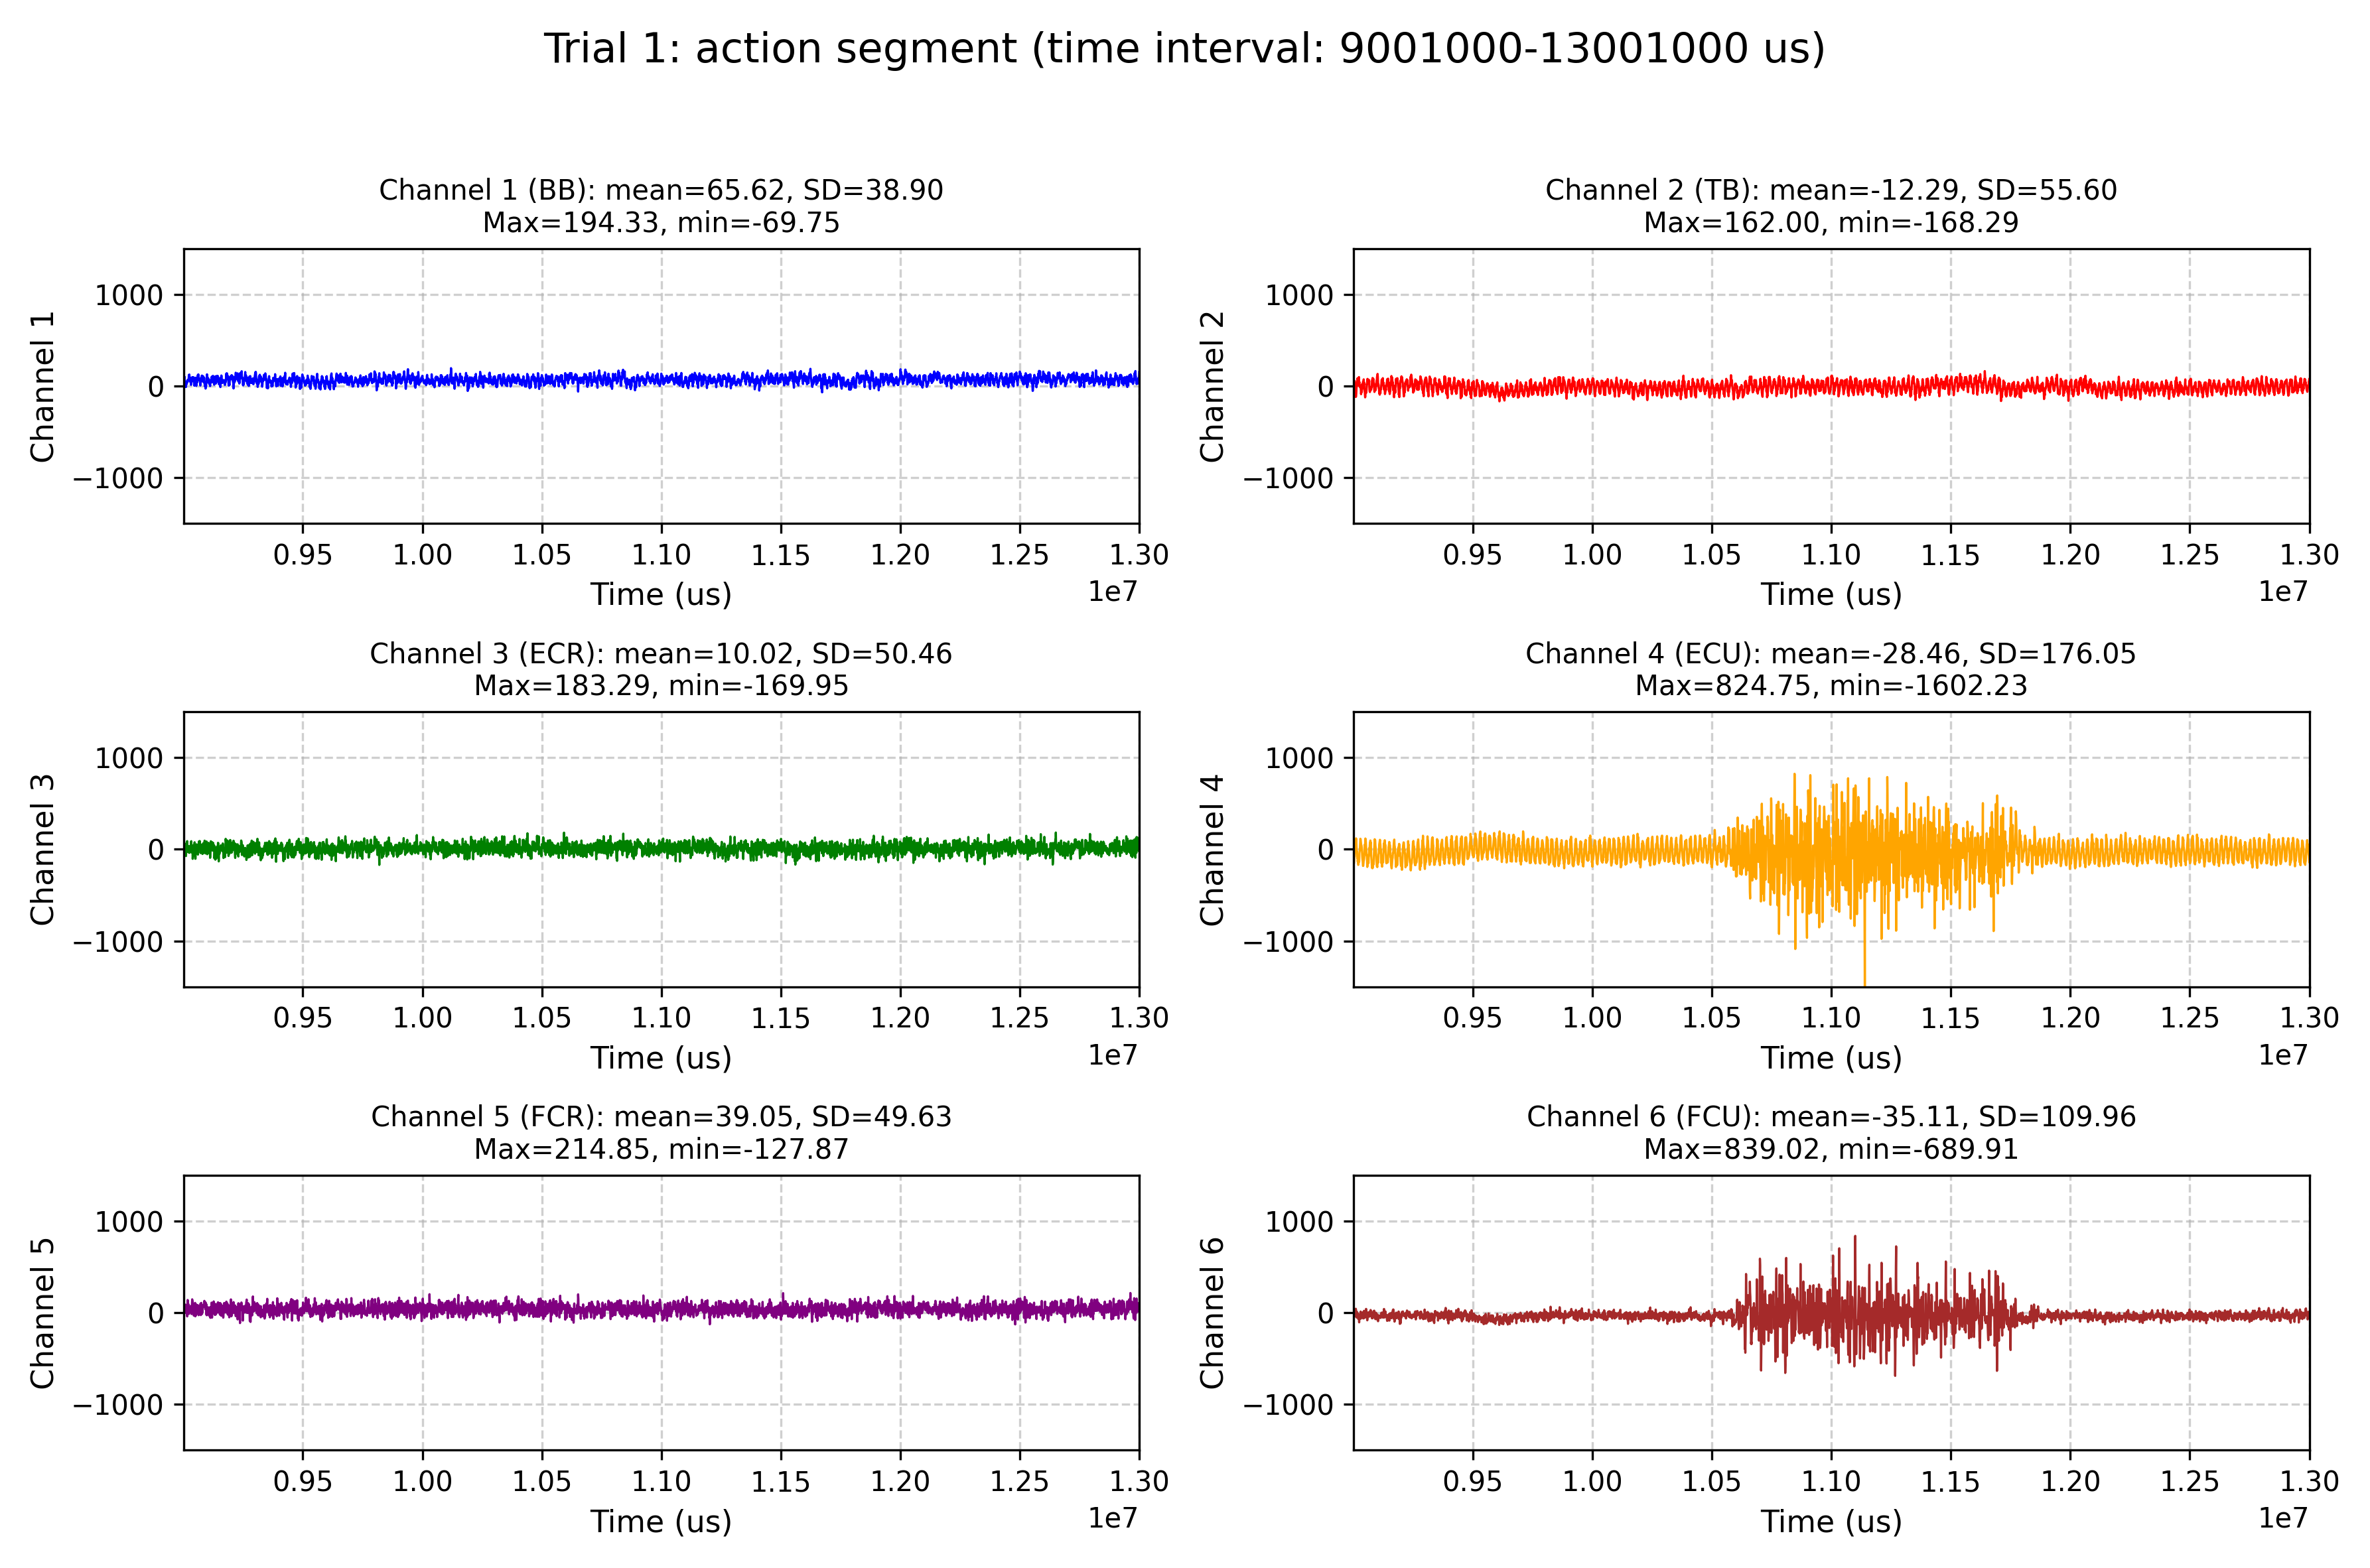 Trial 1: action segment (time interval: 9001000-13001000 us)
Channel 1 (BB): mean=65.62, SD=38.90
Max=194.33, min=-69.75
Channel 1
1000
0
−1000
0.95 1.00 1.05 1.10 1.15 1.20 1.25 1.30
Time (us)
1e7
Channel 2 (TB): mean=-12.29, SD=55.60
Max=162.00, min=-168.29
Channel 2
1000
0
−1000
0.95 1.00 1.05 1.10 1.15 1.20 1.25 1.30
Time (us)
1e7
Channel 3 (ECR): mean=10.02, SD=50.46
Max=183.29, min=-169.95
Channel 3
1000
0
−1000
0.95 1.00 1.05 1.10 1.15 1.20 1.25 1.30
Time (us)
1e7
Channel 4 (ECU): mean=-28.46, SD=176.05
Max=824.75, min=-1602.23
Channel 4
1000
0
−1000
0.95 1.00 1.05 1.10 1.15 1.20 1.25 1.30
Time (us)
1e7
Channel 5 (FCR): mean=39.05, SD=49.63
Max=214.85, min=-127.87
Channel 5
1000
0
−1000
0.95 1.00 1.05 1.10 1.15 1.20 1.25 1.30
Time (us)
1e7
Channel 6 (FCU): mean=-35.11, SD=109.96
Max=839.02, min=-689.91
Channel 6
1000
0
−1000
0.95 1.00 1.05 1.10 1.15 1.20 1.25 1.30
Time (us)
1e7